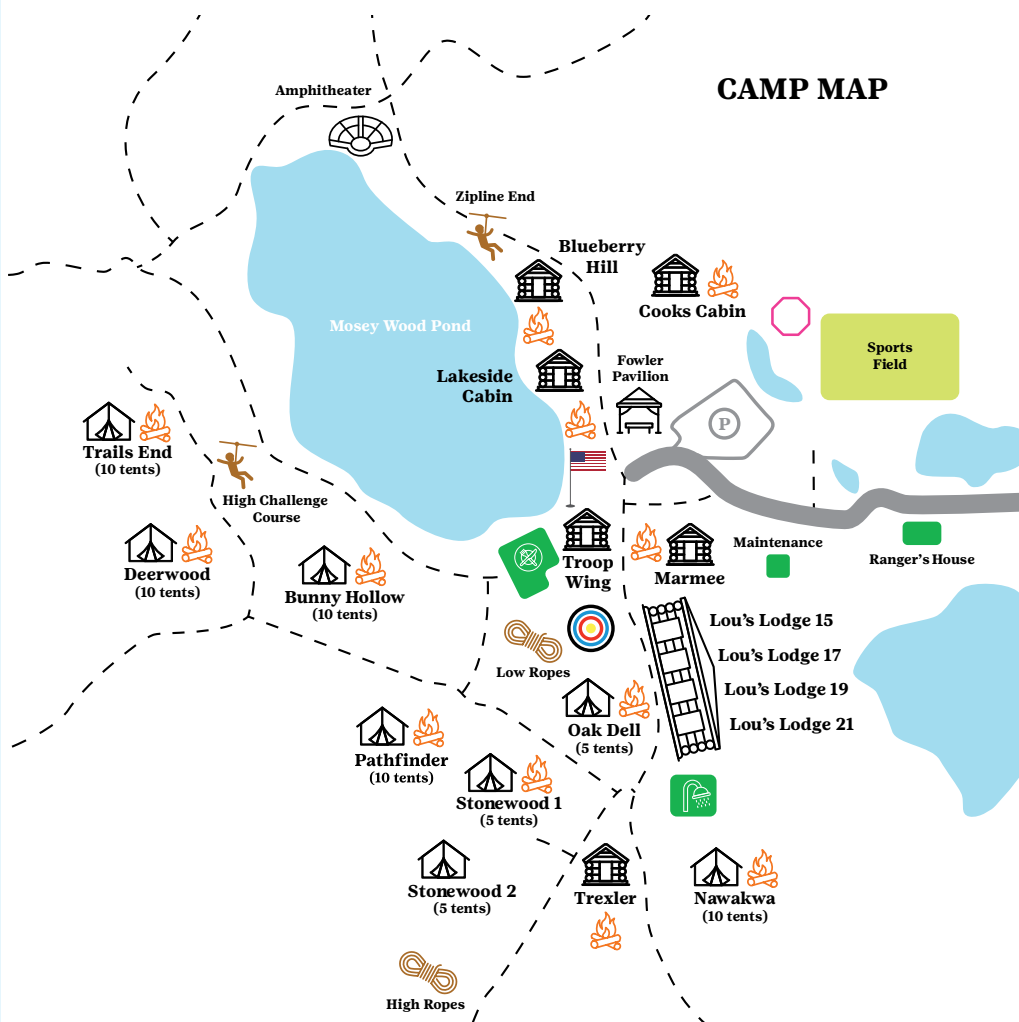 CAMP MAP
Amphitheater
Zipline End
Blueberry
Hill
Cooks Cabin
Mosey Wood Pond
Sports
Field
Fowler
Pavilion
Lakeside
Cabin
P
Trails End
(10 tents)
High Challenge
Course
Maintenance
Ranger's House
Troop
Wing
Marmee
Deerwood
(10 tents)
Bunny Hollow
(10 tents)
Low Ropes
Lou's Lodge 15
Lou's Lodge 17
Lou's Lodge 19
Lou's Lodge 21
Oak Dell
(5 tents)
Pathfinder
(10 tents)
Stonewood 1
(5 tents)
Stonewood 2
(5 tents)
Trexler
Nawakwa
(10 tents)
High Ropes